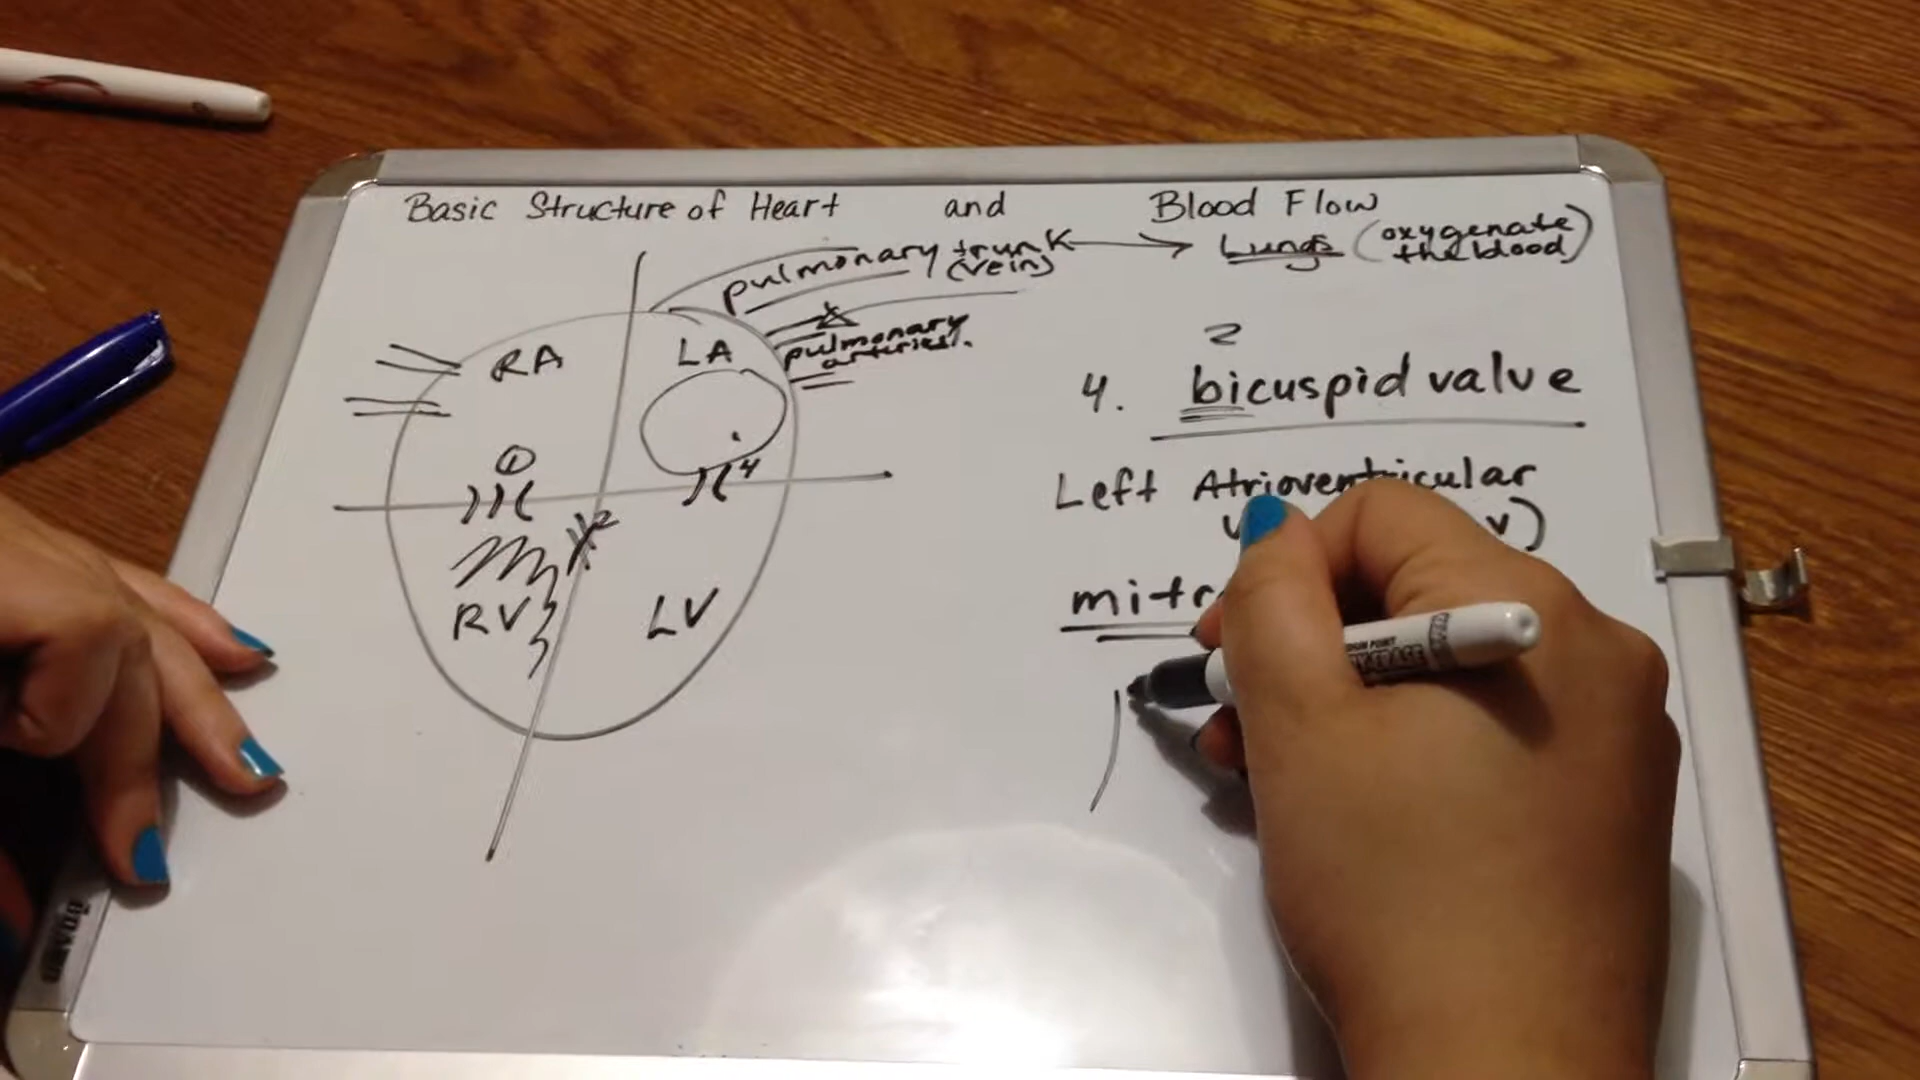 Basic Structure of Heart and Blood Flow
pulmonary trunk
(vein)
Lungs (oxygenate
the blood)
pulmonary
arteries.
RA
LA
2
4. bicuspid valve
1
4
Left Atrioventricular
2
RV
LV